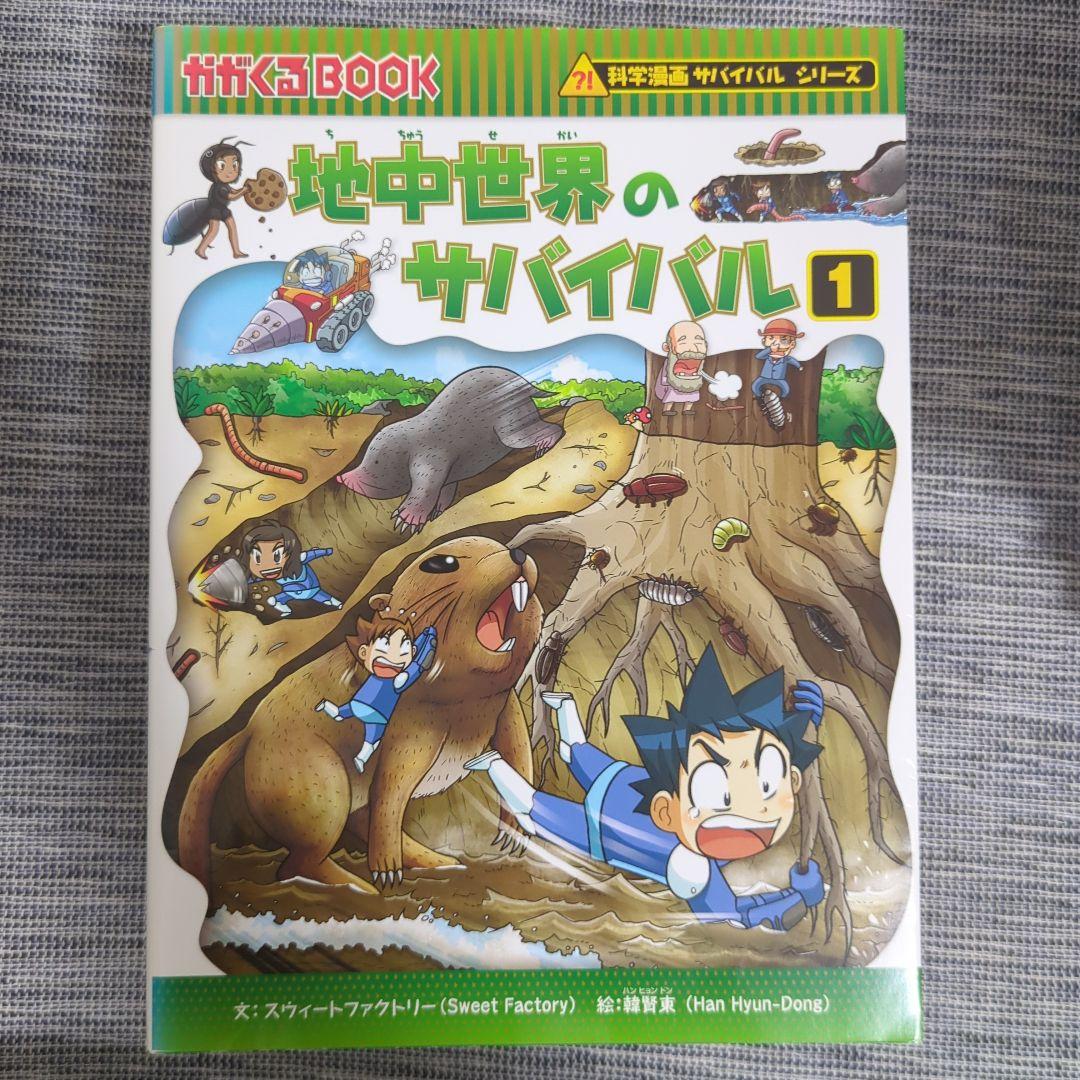 かがくるBOOK
?! 科学漫画 サバイバル シリーズ
ち ちゅう せ かい
地中世界の
サバイバル 1
ハン ヒョン ドン
文：スウィートファクトリー（Sweet Factory） 絵：韓賢東（Han Hyun-Dong）